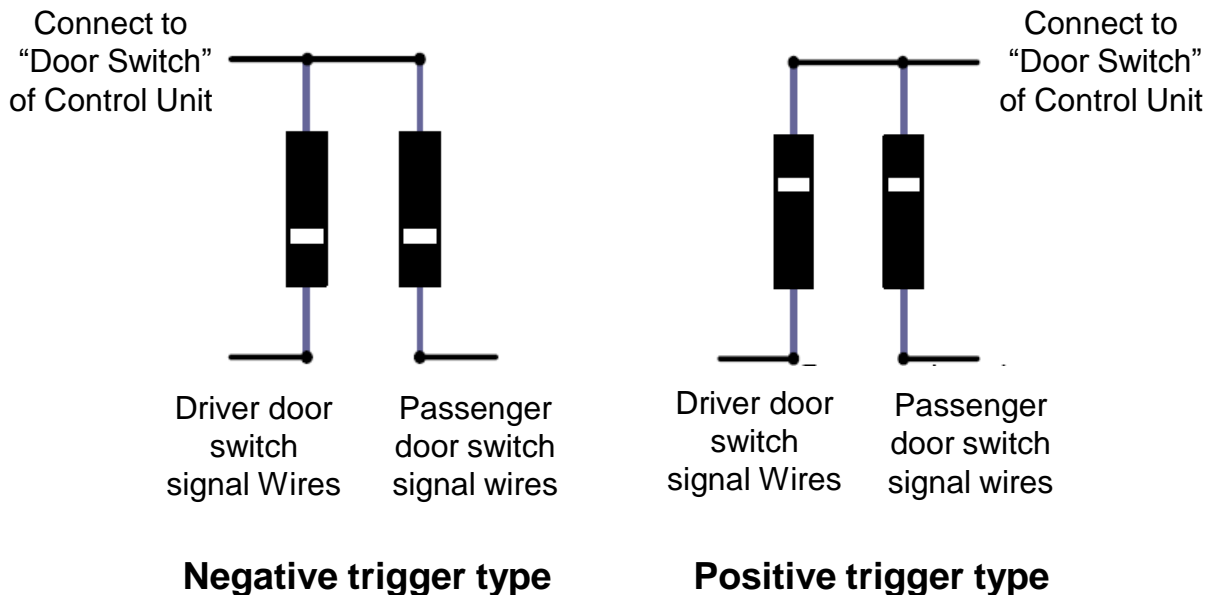 Connect to
“Door Switch”
of Control Unit
Connect to
“Door Switch”
of Control Unit
Driver door
switch
signal Wires
Passenger
door switch
signal wires
Driver door
switch
signal Wires
Passenger
door switch
signal wires
Negative trigger type
Positive trigger type